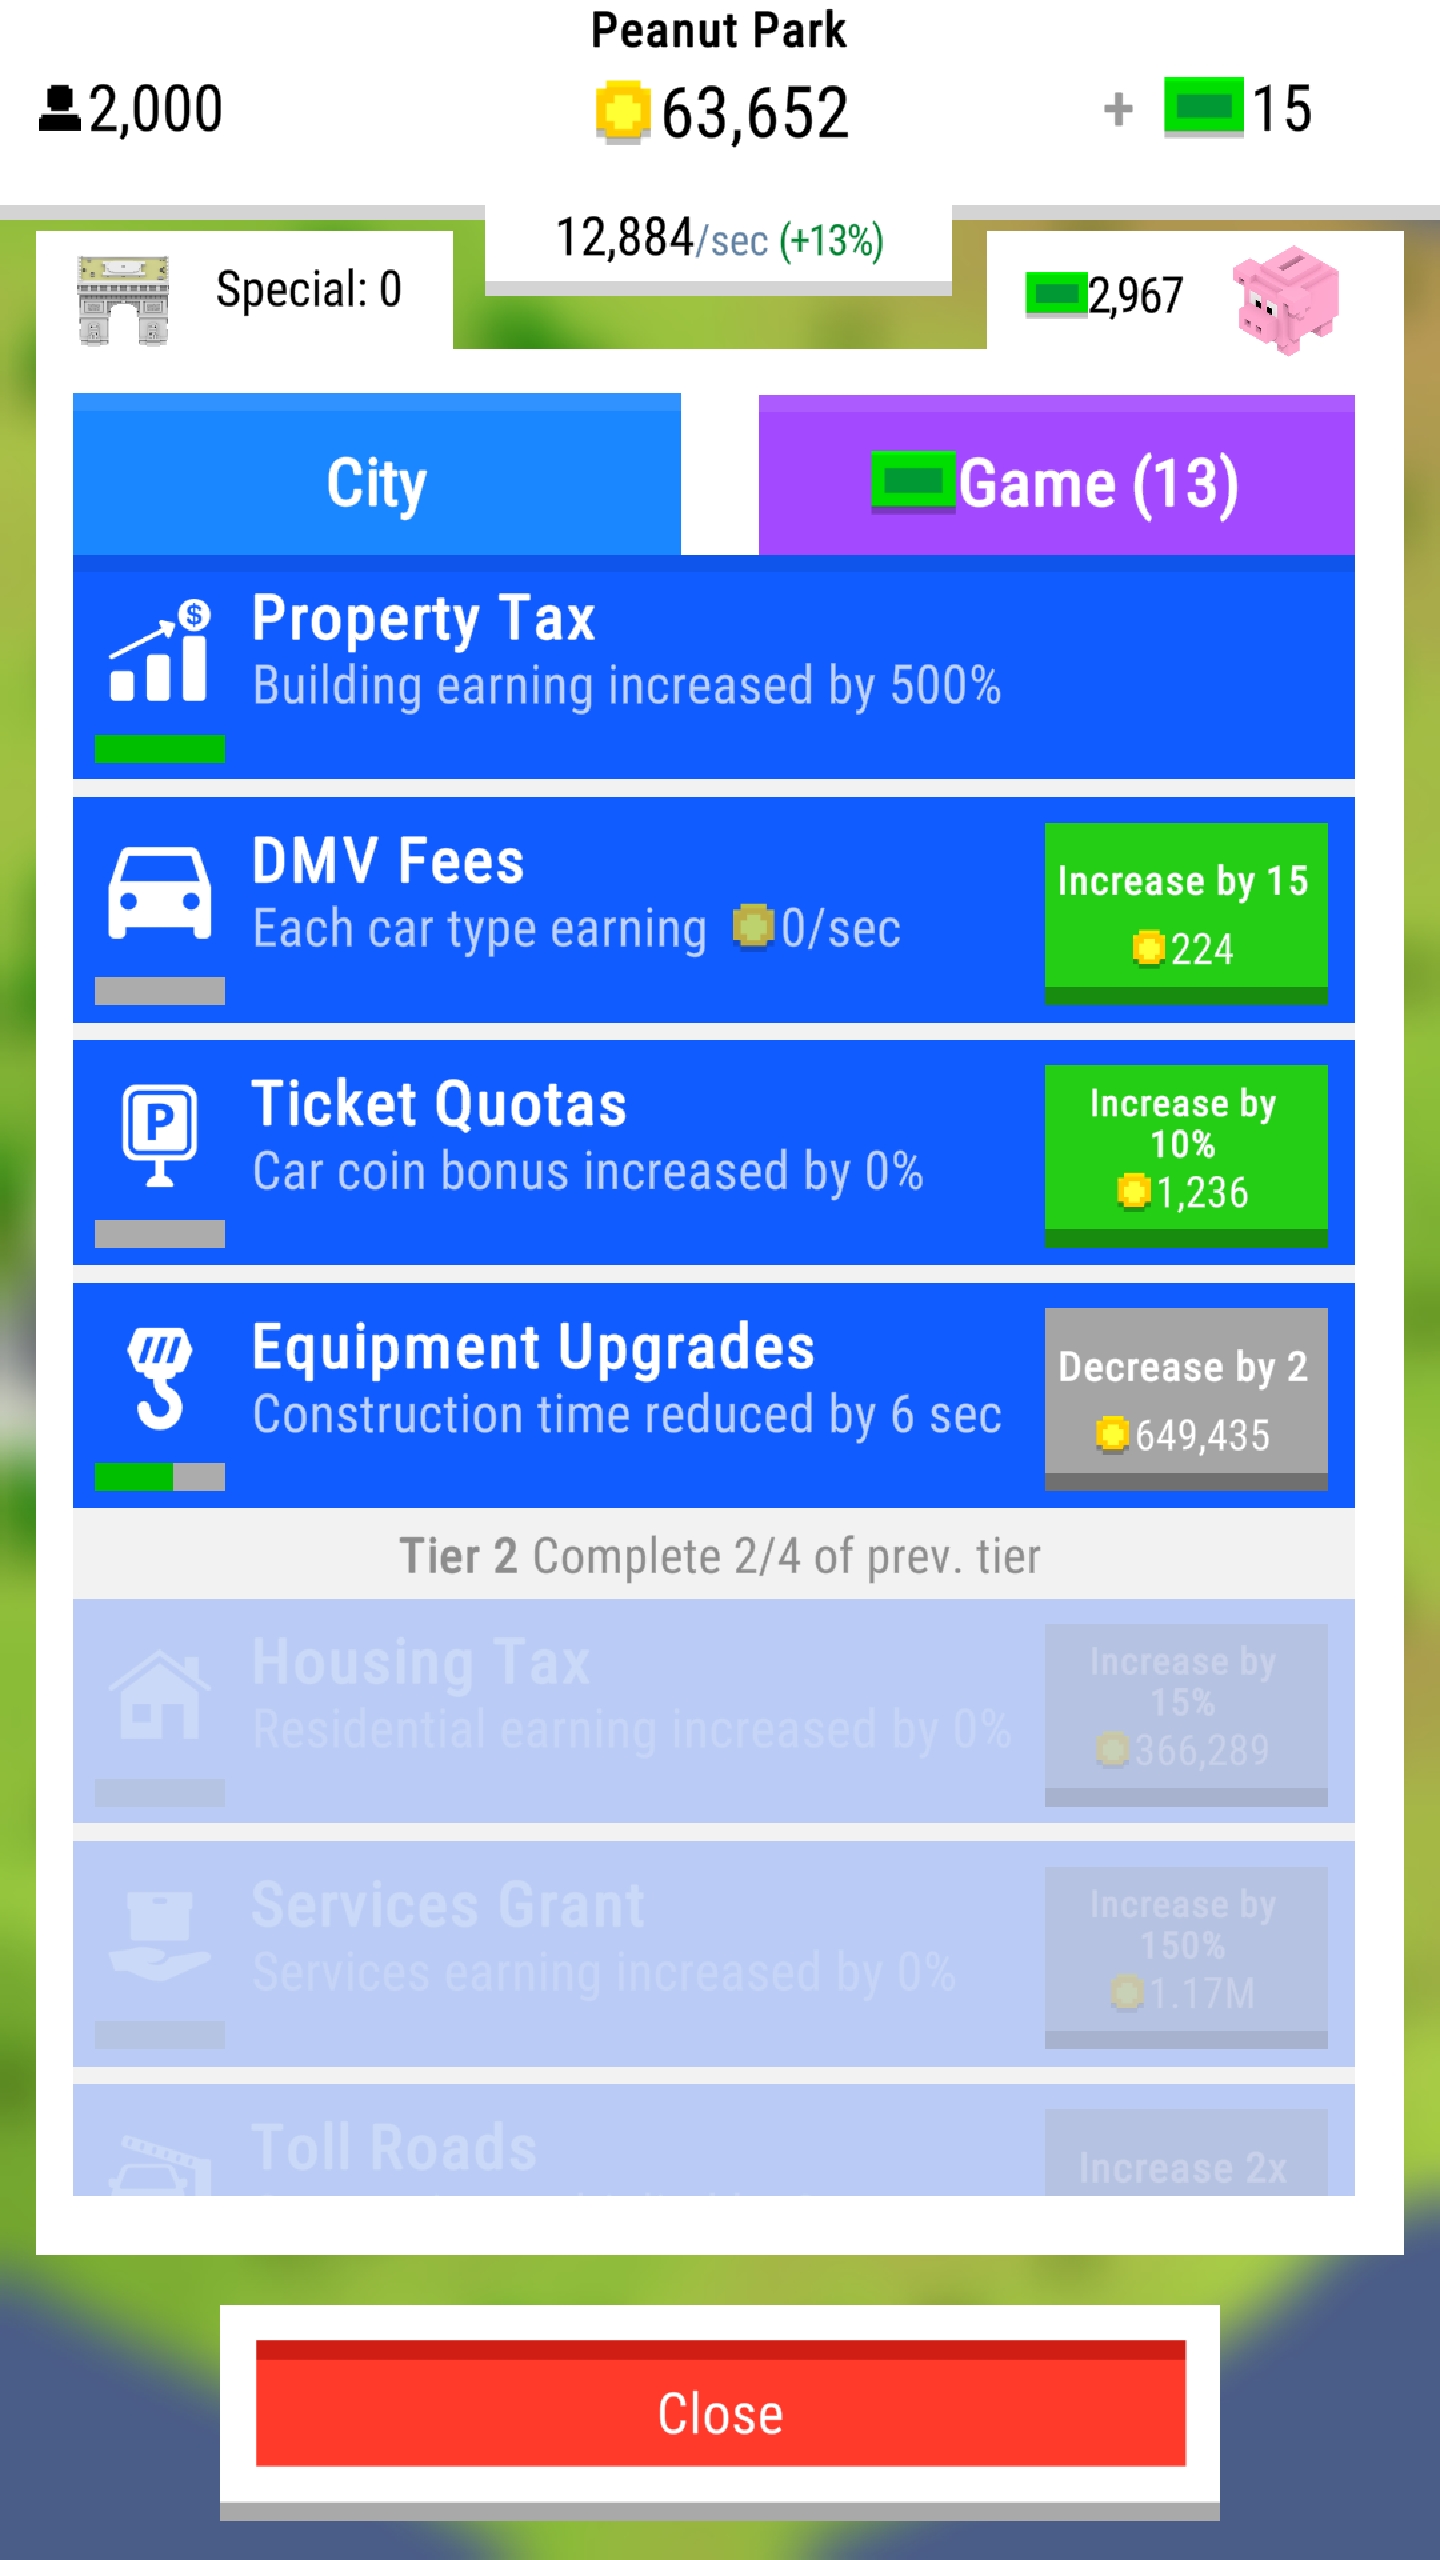 Peanut Park
2,000
63,652
+ 15
12,884/sec (+13%)
Special: 0
2,967
City
Game (13)
$
Property Tax
Building earning increased by 500%
DMV Fees
Each car type earning 0/sec
Increase by 15
224
P
Ticket Quotas
Car coin bonus increased by 0%
Increase by
10%
1,236
Equipment Upgrades
Construction time reduced by 6 sec
Decrease by 2
649,435
Tier 2 Complete 2/4 of prev. tier
Housing Tax
Residential earning increased by 0%
Increase by
15%
366,289
Services Grant
Services earning increased by 0%
Increase by
150%
1.17M
Toll Roads
Increase 2x
Close